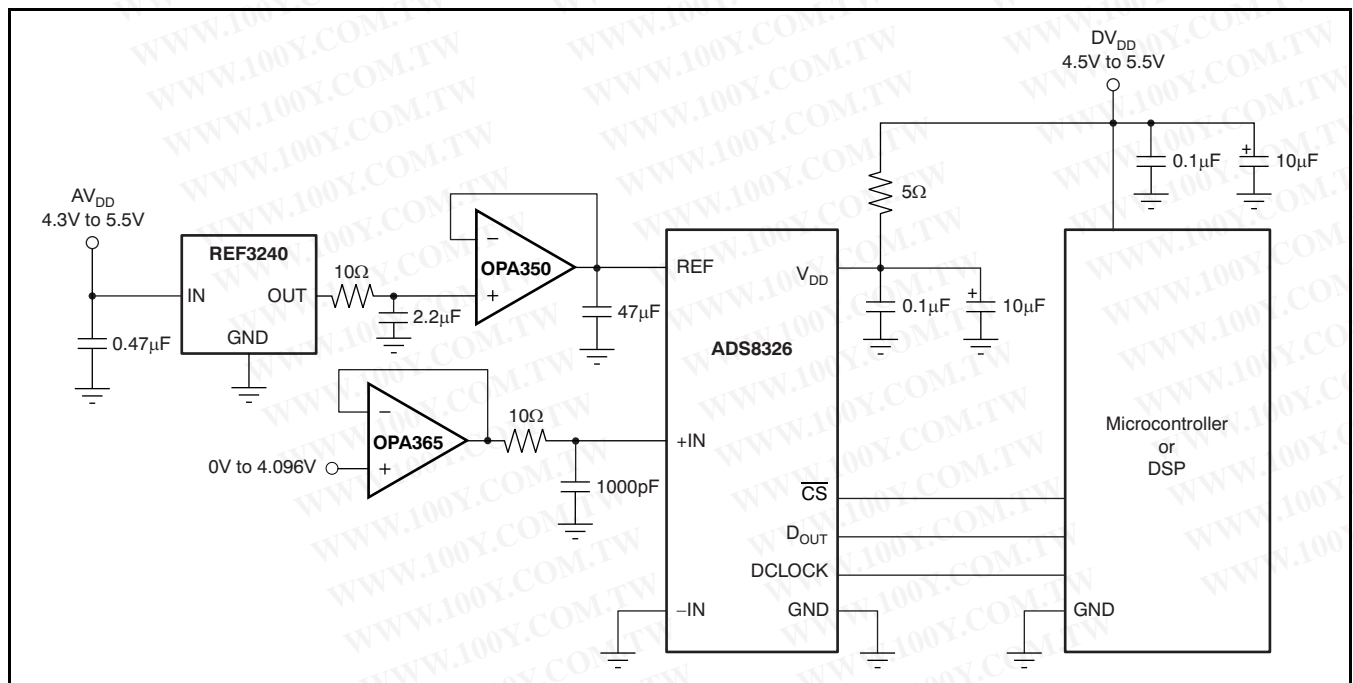 DV_DD
4.5V to 5.5V
0.1μF
10μF
5Ω
AV_DD
4.3V to 5.5V
REF3240
IN
OUT
GND
0.47μF
10Ω
2.2μF
−
+
OPA350
47μF
REF
V_DD
+
0.1μF
10μF
+
ADS8326
−
+
OPA365
0V to 4.096V
10Ω
1000pF
+IN
−IN
CS
D_OUT
DCLOCK
GND
Microcontroller
or
DSP
GND
WWW.100Y.COM.TW